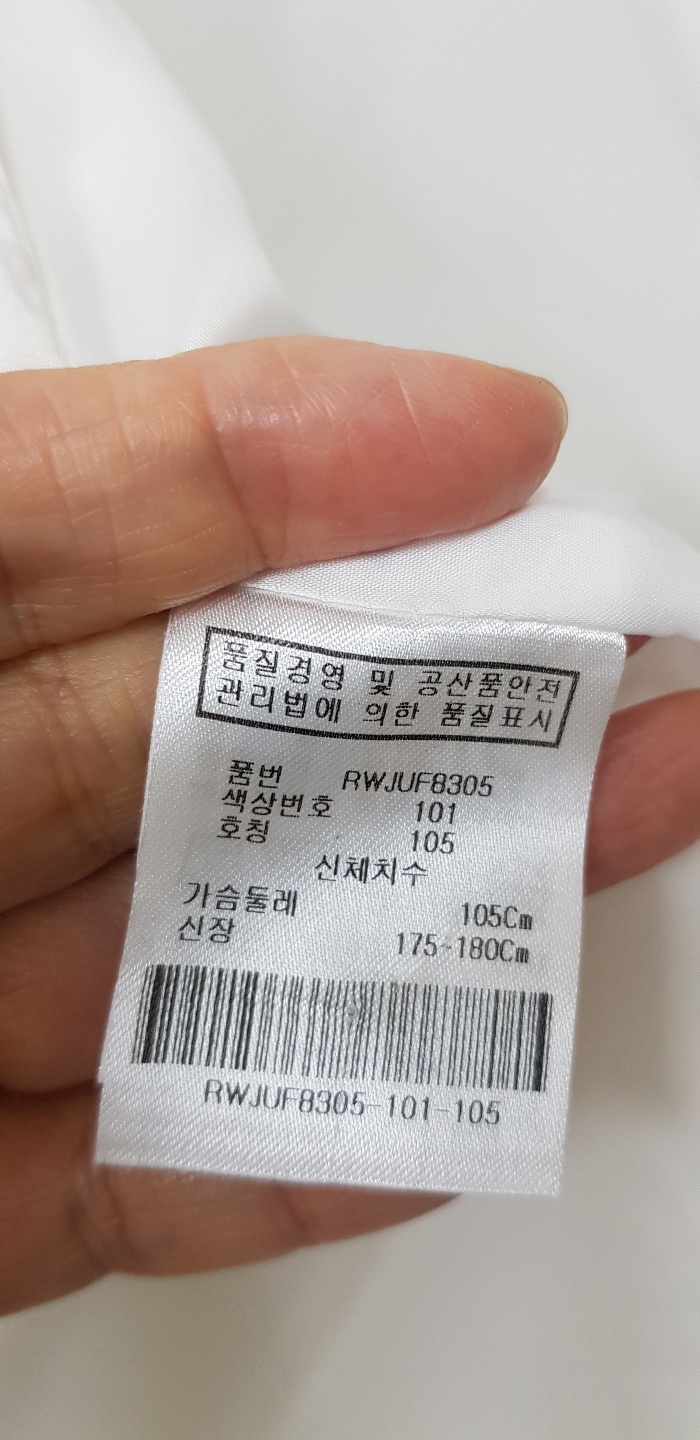 품질경영 및 공산품안전
관리법에 의한 품질표시
품번 RWJUF8305
색상번호 101
호칭 105
신체치수
가슴둘레 105Cm
신장 175~180Cm
RWJUF8305-101-105